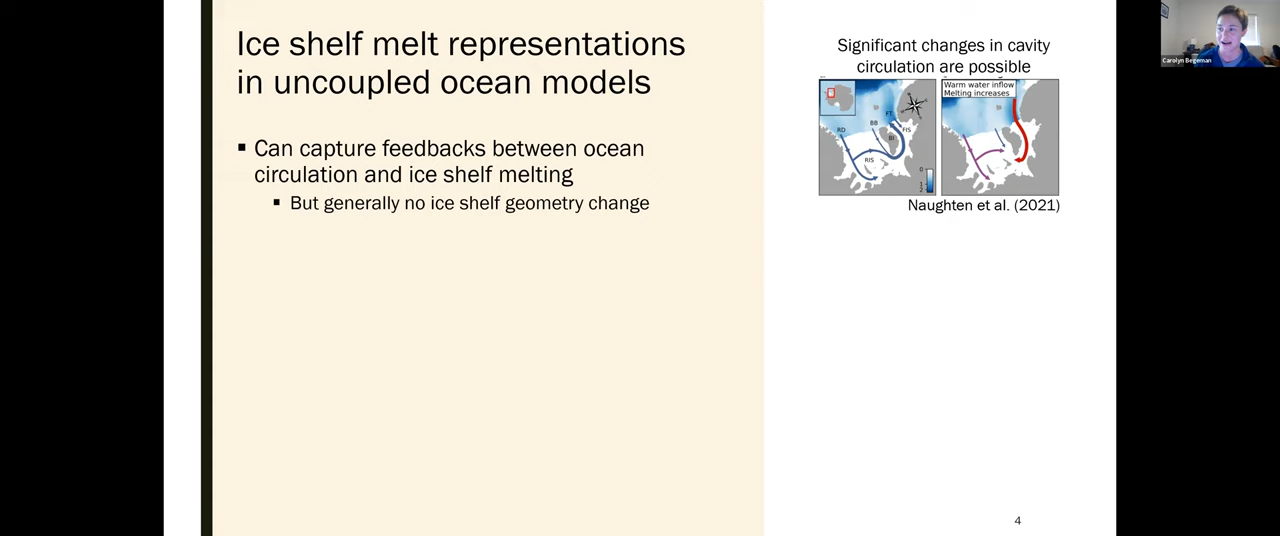 Ice shelf melt representations
in uncoupled ocean models
▪ Can capture feedbacks between ocean
circulation and ice shelf melting
▪ But generally no ice shelf geometry change
Significant changes in cavity
circulation are possible
RD
BB
FT
FIS
BI
RIS
0
Warm water inflow
Melting increases
Naughten et al. (2021)
4
Carolyn Begeman